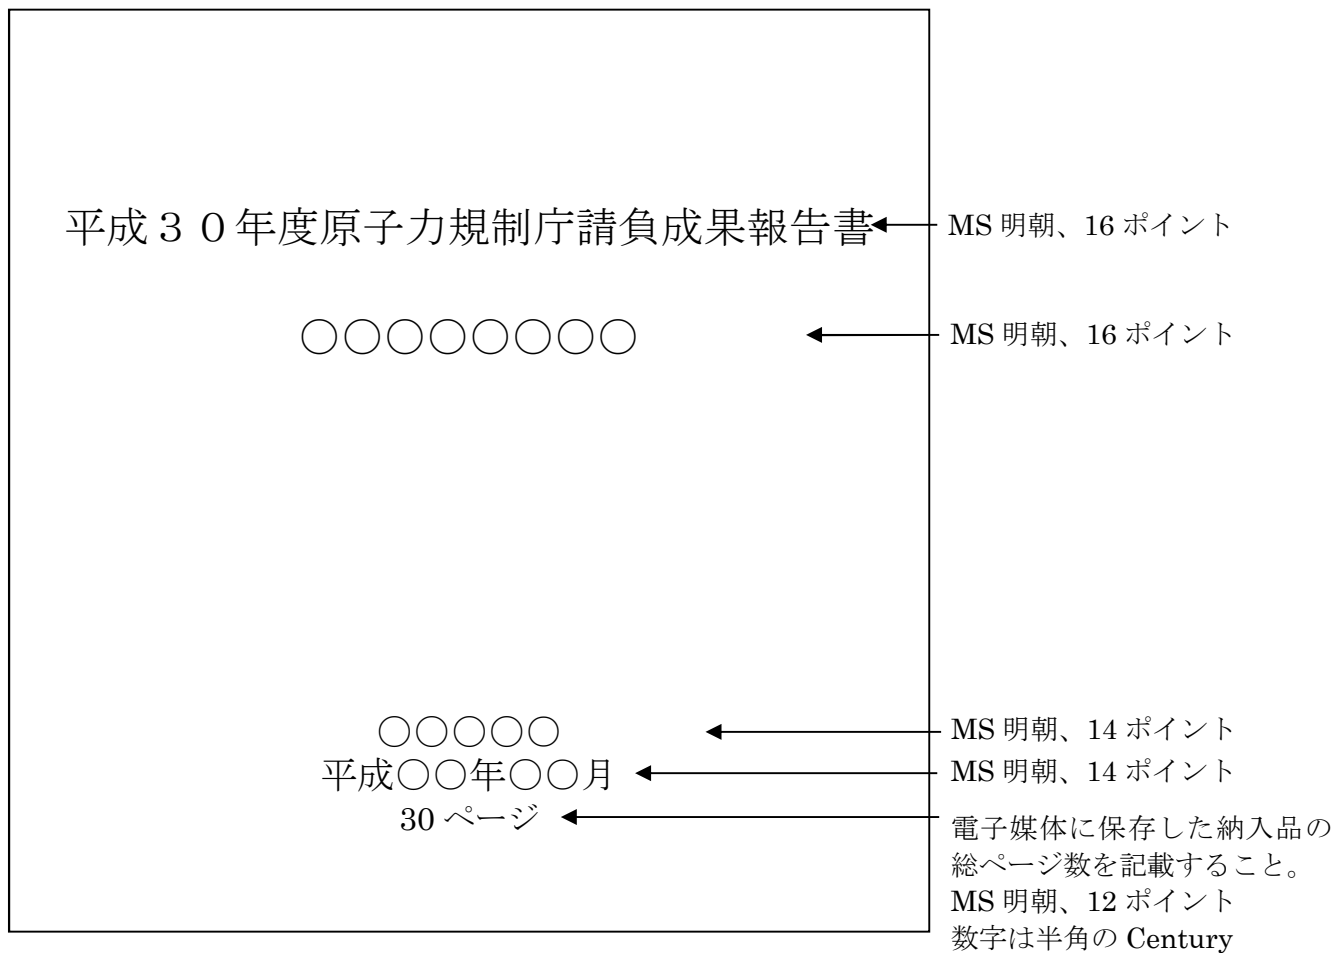 平成３０年度原子力規制庁請負成果報告書
MS 明朝、16 ポイント
○○○○○○○○
MS 明朝、16 ポイント
○○○○○
MS 明朝、14 ポイント
平成○○年○○月
MS 明朝、14 ポイント
30 ページ
電子媒体に保存した納入品の
総ページ数を記載すること。
MS 明朝、12 ポイント
数字は半角の Century